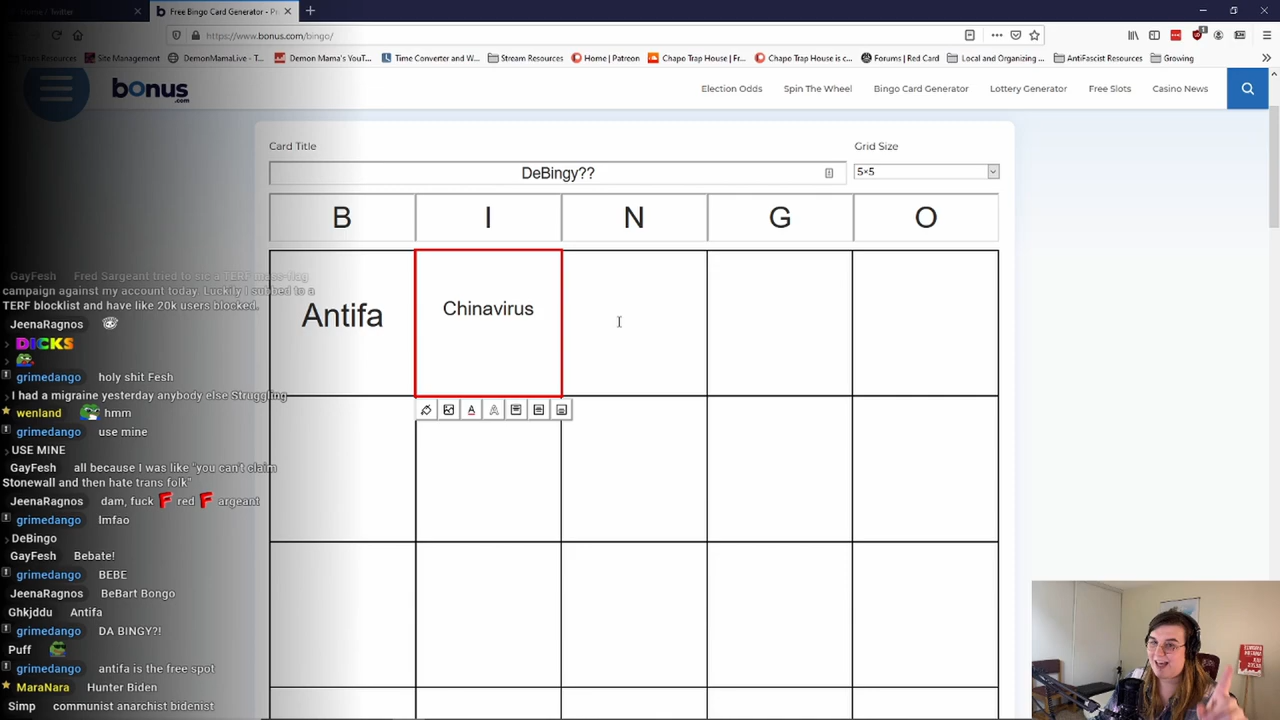 Home / Twitter
Free Bingo Card Generator - P
https://www.bonus.com/bingo/
Site Management
DemonMamaLive - T...
Demon Mama's YouT...
Time Converter and W...
Stream Resources
Home | Patreon
Chapo Trap House | Fr...
Chapo Trap House is c...
Forums | Red Card
Local and Organizing ...
AntiFascist Resources
Growing
bonus
.com
Election Odds
Spin The Wheel
Bingo Card Generator
Lottery Generator
Free Slots
Casino News
Card Title
Grid Size
DeBingy??
5×5
B I N G O
Antifa
Chinavirus
GayFesh Fred Sargeant tried to sic a TERF mass-flag
campaign against my account today. Luckily I subbed to a
TERF blocklist and have like 20k users blocked.
JeenaRagnos
DICKS
grimedango holy shit Fesh
I had a migraine yesterday anybody else Struggling
wenland hmm
grimedango use mine
USE MINE
GayFesh all because I was like "you can't claim
Stonewall and then hate trans folk"
JeenaRagnos dam, fuck F red F argeant
grimedango lmfao
DeBingo
GayFesh Bebate!
grimedango BEBE
JeenaRagnos BeBart Bongo
Ghkjddu Antifa
grimedango DA BINGY?!
Puff
grimedango antifa is the free spot
MaraNara Hunter Biden
Simp communist anarchist bidenist